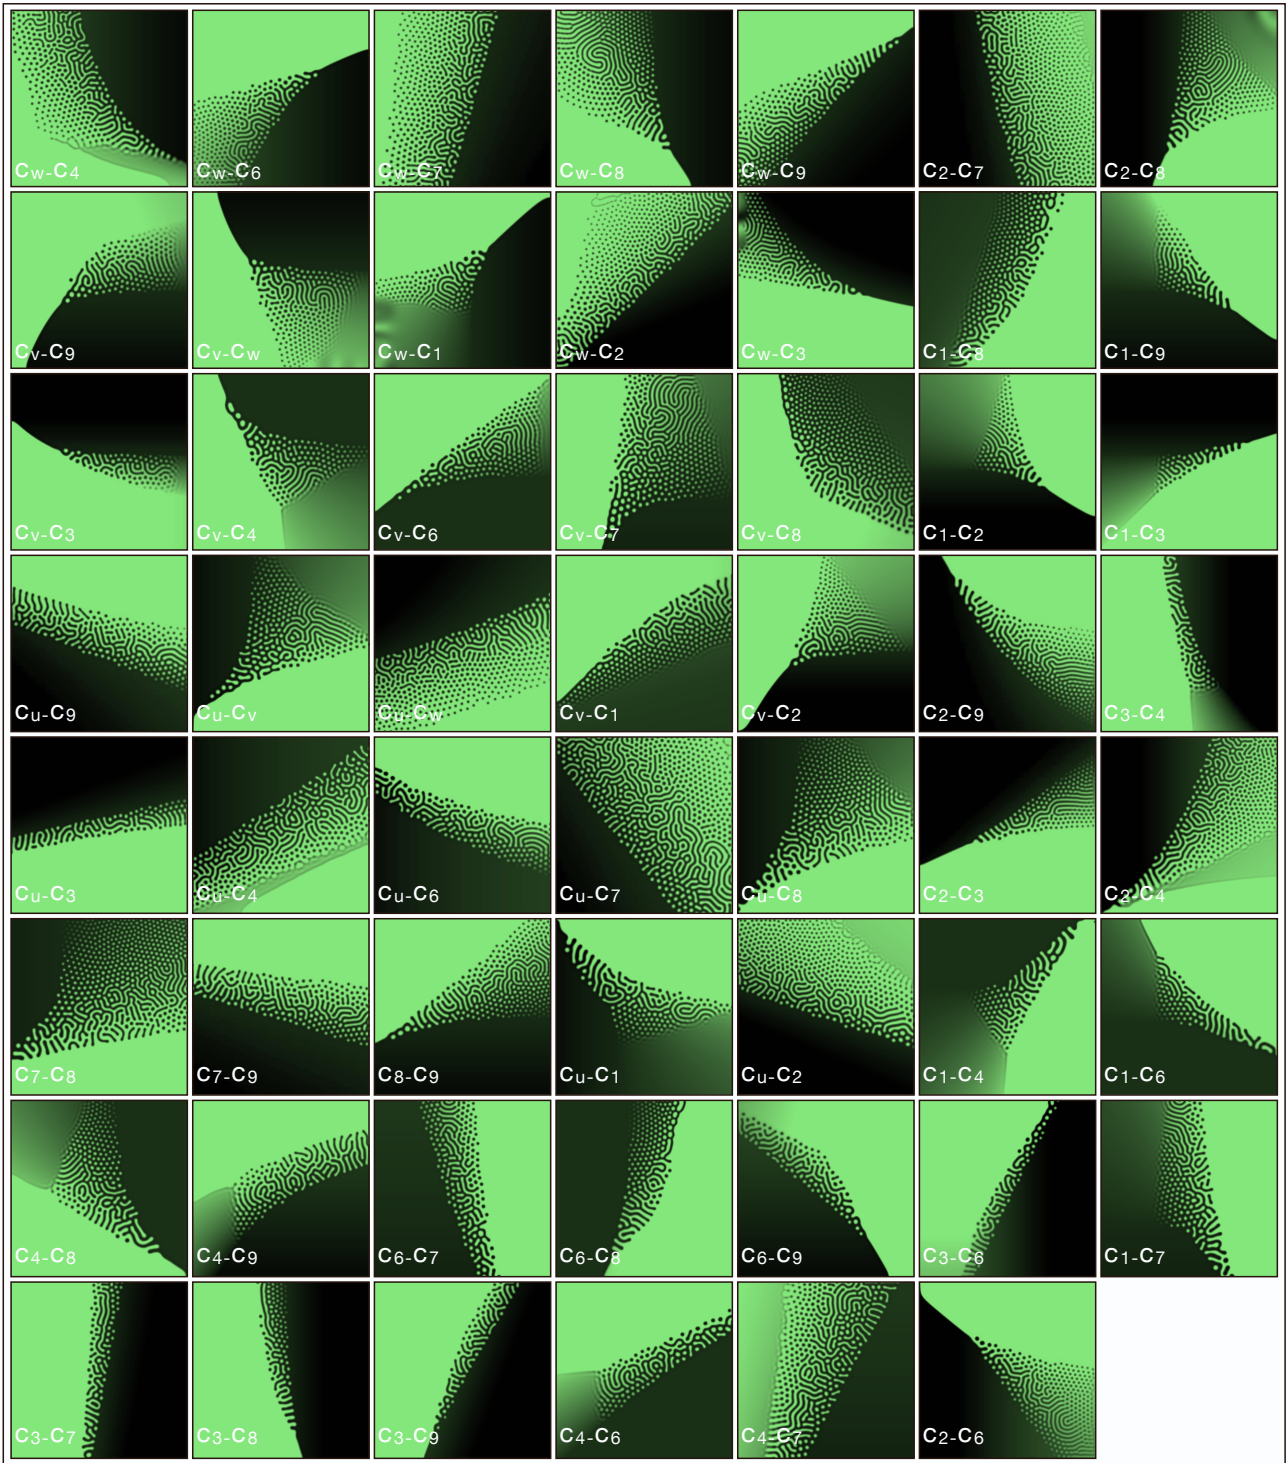 Cw-C4 Cw-C6 Cw-C7 Cw-C8 Cw-C9 C2-C7 C2-C8
Cv-C9 Cv-Cw Cw-C1 Cw-C2 Cw-C3 C1-C8 C1-C9
Cv-C3 Cv-C4 Cv-C6 Cv-C7 Cv-C8 C1-C2 C1-C3
Cu-C9 Cu-Cv Cu-Cw Cv-C1 Cv-C2 C2-C9 C3-C4
Cu-C3 Cu-C4 Cu-C6 Cu-C7 Cu-C8 C2-C3 C2-C4
C7-C8 C7-C9 C8-C9 Cu-C1 Cu-C2 C1-C4 C1-C6
C4-C8 C4-C9 C6-C7 C6-C8 C6-C9 C3-C6 C1-C7
C3-C7 C3-C8 C3-C9 C4-C6 C4-C7 C2-C6